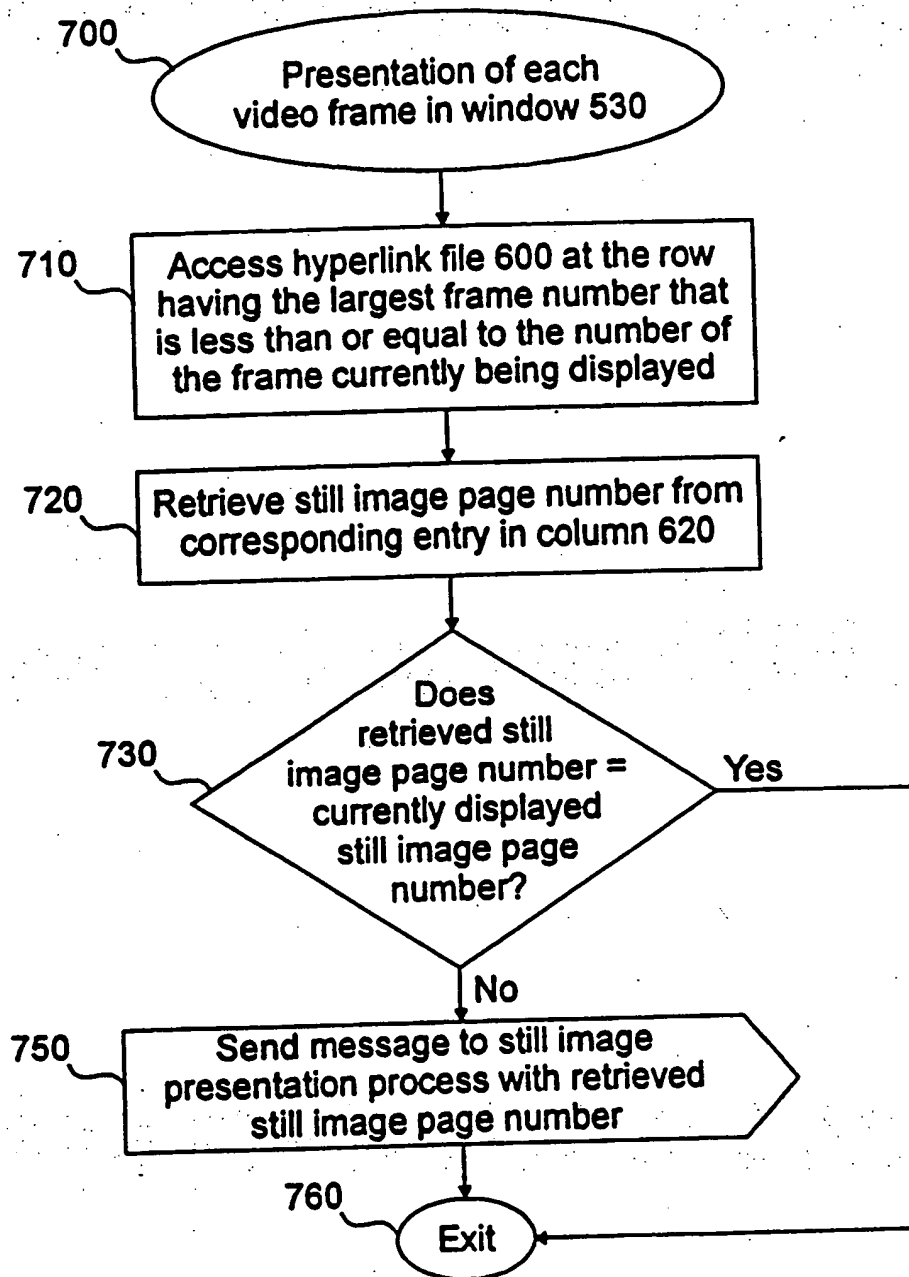 700
Presentation of each
video frame in window 530
710
Access hyperlink file 600 at the row
having the largest frame number that
is less than or equal to the number of
the frame currently being displayed
720
Retrieve still image page number from
corresponding entry in column 620
730
Does
retrieved still
image page number =
currently displayed
still image page
number?
Yes
No
750
Send message to still image
presentation process with retrieved
still image page number
760
Exit